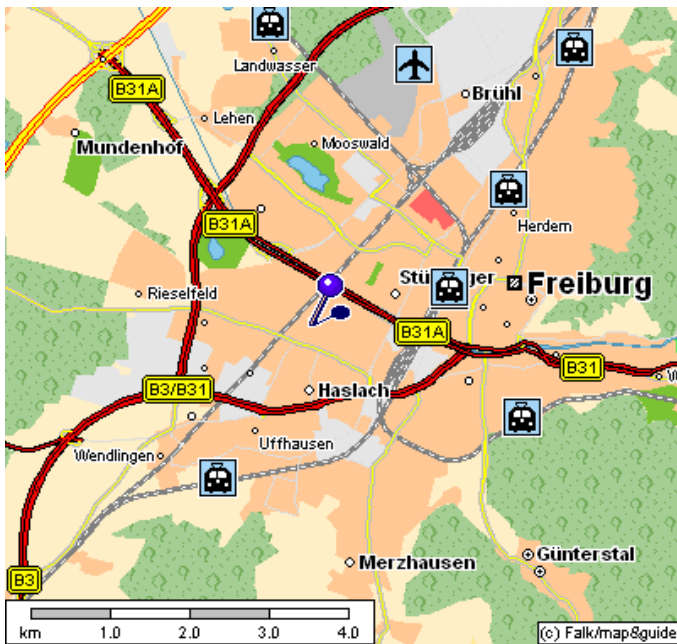 Landwasser
B31A
Brühl
Lehen
Mundenhof
Mooswald
B31A
Herdern
Rieselfeld
Freiburg
B31A
B31
B3/B31
Haslach
Uffhausen
Wendlingen
Merzhausen
Günterstal
B3
km 1.0 2.0 3.0 4.0
(c) Falk/map&guide